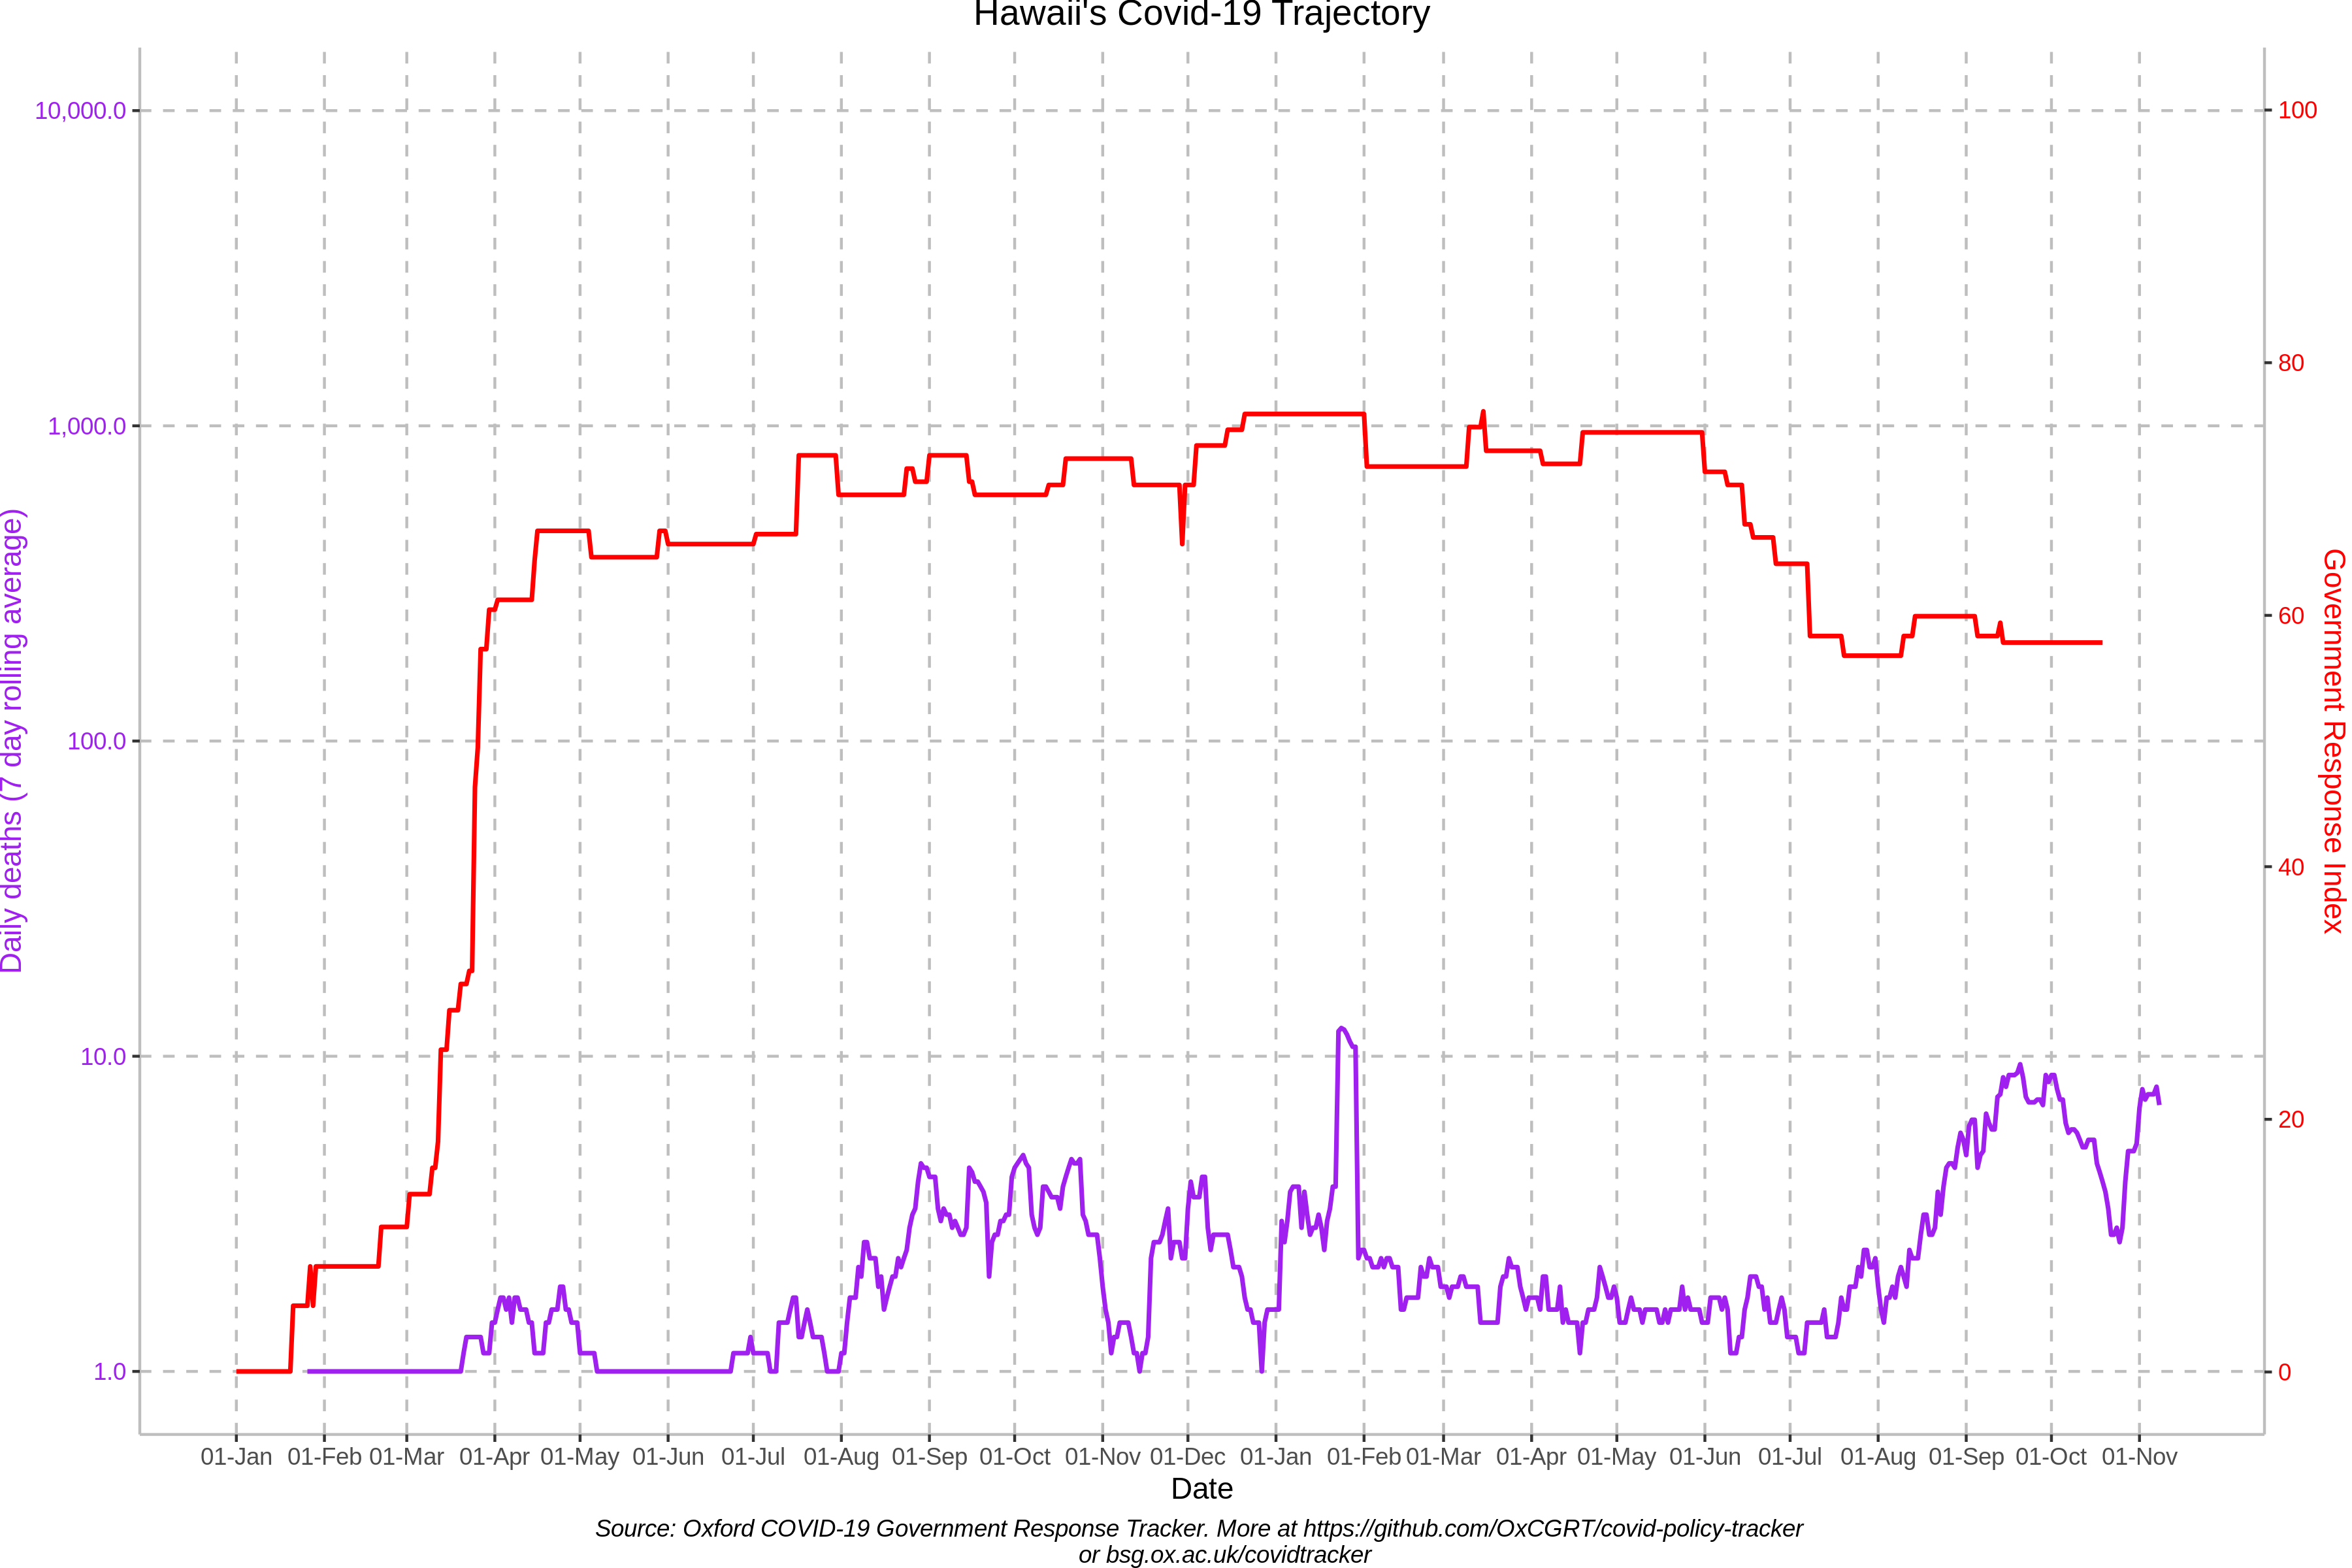 Hawaii's Covid-19 Trajectory
10,000.0
1,000.0
100.0
10.0
1.0
Daily deaths (7 day rolling average)
100
80
60
40
20
0
Government Response Index
01-Jan 01-Feb 01-Mar 01-Apr 01-May 01-Jun 01-Jul 01-Aug 01-Sep 01-Oct 01-Nov 01-Dec 01-Jan 01-Feb 01-Mar 01-Apr 01-May 01-Jun 01-Jul 01-Aug 01-Sep 01-Oct 01-Nov
Date
Source: Oxford COVID-19 Government Response Tracker. More at https://github.com/OxCGRT/covid-policy-tracker
or bsg.ox.ac.uk/covidtracker